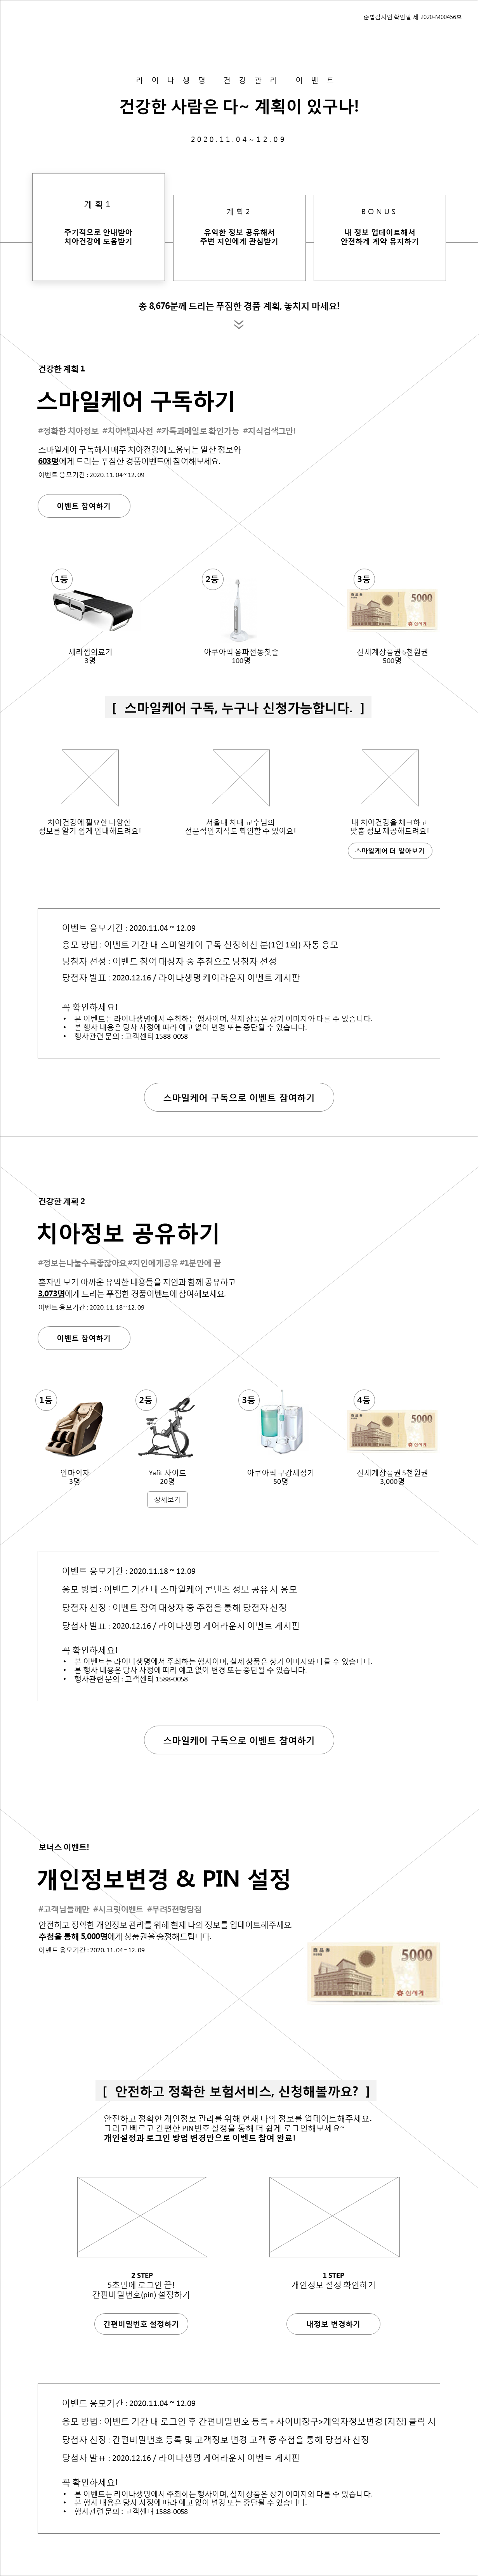 준법감시인 확인필 제 2020-M00456호
라이나생명 건강관리 이벤트
건강한 사람은 다~ 계획이 있구나!
2020.11.04 – 12.09
계획1
주기적으로 안내받아
치아건강에 도움받기
계획2
유익한 정보 공유해서
주변 지인에게 관심받기
BONUS
내 정보 업데이트해서
안전하게 계약 유지하기
총 8,676분께 드리는 푸짐한 경품 계획, 놓치지 마세요!
건강한 계획 1
스마일케어 구독하기
#정확한 치아정보 #치아백과사전 #카톡과메일로 확인가능 #지식검색그만!
스마일케어 구독해서 매주 치아건강에 도움되는 알찬 정보와
603명에게 드리는 푸짐한 경품이벤트에 참여해보세요.
이벤트 응모기간 : 2020. 11. 04 ~ 12. 09
이벤트 참여하기
1등
2등
3등
5000
신세계
세라젬의료기
3명
아쿠아픽 음파전동칫솔
100명
신세계상품권 5천원권
500명
[ 스마일케어 구독, 누구나 신청가능합니다. ]
치아건강에 필요한 다양한
정보를 알기 쉽게 안내해드려요!
서울대 치대 교수님의
전문적인 지식도 확인할 수 있어요!
내 치아건강을 체크하고
맞춤 정보 제공해드려요!
스마일케어 더 알아보기
이벤트 응모기간 : 2020.11.04 ~ 12.09
응모 방법 : 이벤트 기간 내 스마일케어 구독 신청하신 분(1인 1회) 자동 응모
당첨자 선정 : 이벤트 참여 대상자 중 추첨으로 당첨자 선정
당첨자 발표 : 2020.12.16 / 라이나생명 케어라운지 이벤트 게시판
꼭 확인하세요!
• 본 이벤트는 라이나생명에서 주최하는 행사이며, 실제 상품은 상기 이미지와 다를 수 있습니다.
• 본 행사 내용은 당사 사정에 따라 예고 없이 변경 또는 중단될 수 있습니다.
• 행사관련 문의 : 고객센터 1588-0058
스마일케어 구독으로 이벤트 참여하기
건강한 계획 2
치아정보 공유하기
#정보는나눌수록좋잖아요 #지인에게공유 #1분만에 끝
혼자만 보기 아까운 유익한 내용들을 지인과 함께 공유하고
3,073명에게 드리는 푸짐한 경품이벤트에 참여해보세요.
이벤트 응모기간 : 2020. 11. 18 ~ 12. 09
이벤트 참여하기
1등
2등
3등
4등
5000
신세계
안마의자
3명
Yafit 사이트
20명
상세보기
아쿠아픽 구강세정기
50명
신세계상품권 5천원권
3,000명
이벤트 응모기간 : 2020.11.18 ~ 12.09
응모 방법 : 이벤트 기간 내 스마일케어 콘텐츠 정보 공유 시 응모
당첨자 선정 : 이벤트 참여 대상자 중 추첨을 통해 당첨자 선정
당첨자 발표 : 2020.12.16 / 라이나생명 케어라운지 이벤트 게시판
꼭 확인하세요!
• 본 이벤트는 라이나생명에서 주최하는 행사이며, 실제 상품은 상기 이미지와 다를 수 있습니다.
• 본 행사 내용은 당사 사정에 따라 예고 없이 변경 또는 중단될 수 있습니다.
• 행사관련 문의 : 고객센터 1588-0058
스마일케어 구독으로 이벤트 참여하기
보너스 이벤트!
개인정보변경 & PIN 설정
#고객님들께만 #시크릿이벤트 #무려5천명당첨
안전하고 정확한 개인정보 관리를 위해 현재 나의 정보를 업데이트해주세요.
추첨을 통해 5,000명에게 상품권을 증정해드립니다.
이벤트 응모기간 : 2020. 11. 04 ~ 12. 09
상품권
5000
신세계
[ 안전하고 정확한 보험서비스, 신청해볼까요? ]
안전하고 정확한 개인정보 관리를 위해 현재 나의 정보를 업데이트해주세요.
그리고 빠르고 간편한 PIN번호 설정을 통해 더 쉽게 로그인해보세요~
개인설정과 로그인 방법 변경만으로 이벤트 참여 완료!
2 STEP
5초만에 로그인 끝!
간편비밀번호(pin) 설정하기
간편비밀번호 설정하기
1 STEP
개인정보 설정 확인하기
내정보 변경하기
이벤트 응모기간 : 2020.11.04 ~ 12.09
응모 방법 : 이벤트 기간 내 로그인 후 간편비밀번호 등록 + 사이버창구>계약자정보변경 [저장] 클릭 시
당첨자 선정 : 간편비밀번호 등록 및 고객정보 변경 고객 중 추첨을 통해 당첨자 선정
당첨자 발표 : 2020.12.16 / 라이나생명 케어라운지 이벤트 게시판
꼭 확인하세요!
• 본 이벤트는 라이나생명에서 주최하는 행사이며, 실제 상품은 상기 이미지와 다를 수 있습니다.
• 본 행사 내용은 당사 사정에 따라 예고 없이 변경 또는 중단될 수 있습니다.
• 행사관련 문의 : 고객센터 1588-0058